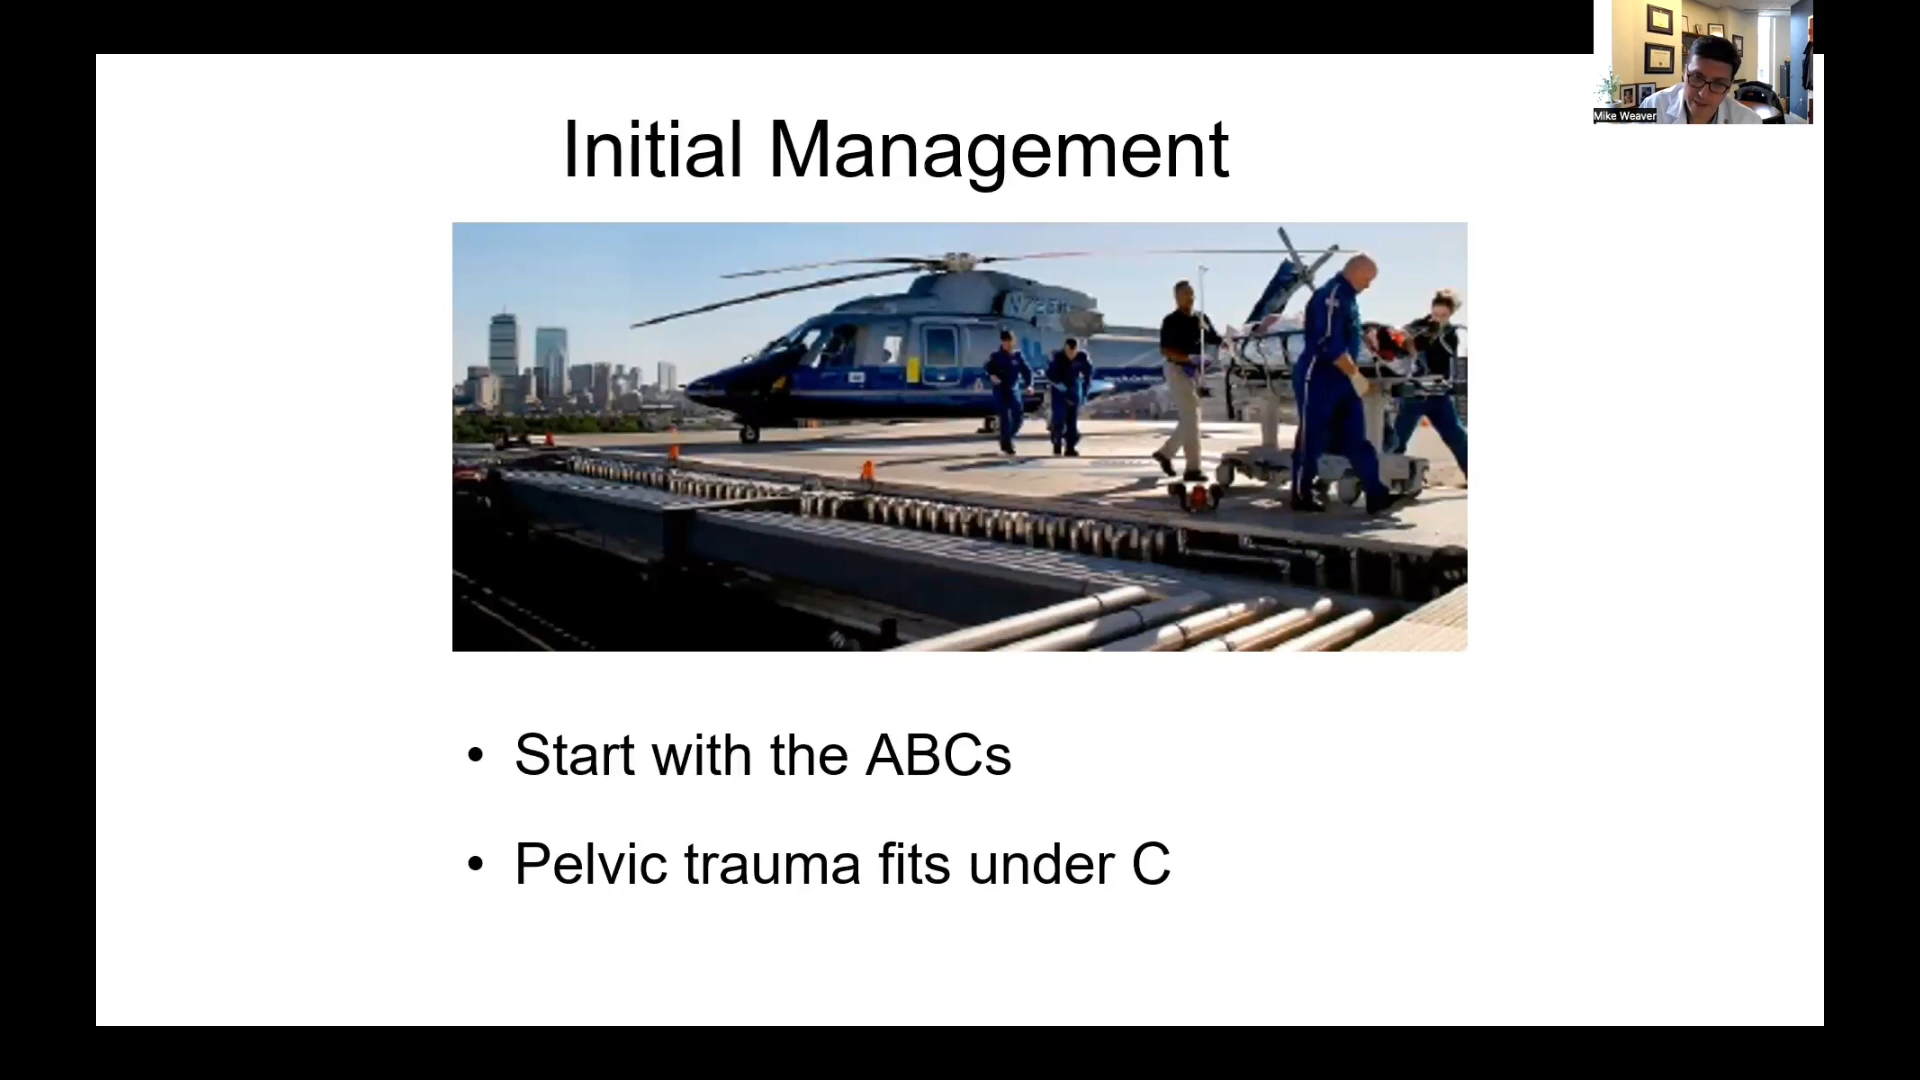 Mike Weaver
Initial Management
• Start with the ABCs
• Pelvic trauma fits under C